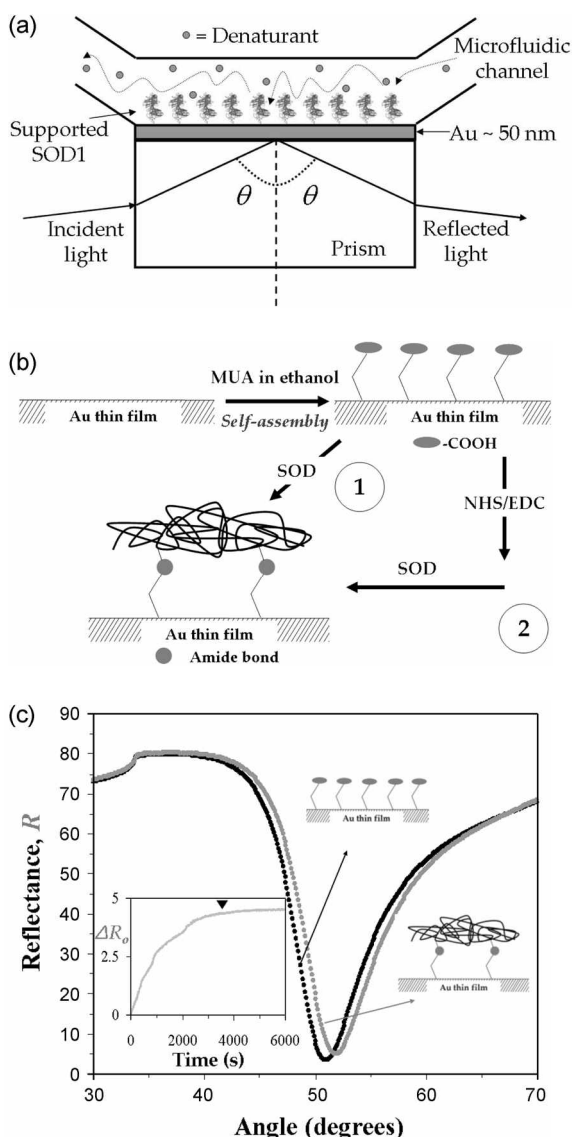 (a)
= Denaturant
Microfluidic
channel
Supported
SOD1
Au ~ 50 nm
θ θ
Incident
light
Prism
Reflected
light
(b)
MUA in ethanol
Self-assembly
Au thin film
Au thin film
-COOH
SOD
1
NHS/EDC
SOD
2
Au thin film
Amide bond
(c)
90
80
70
60
50
40
30
20
10
0
Reflectance, R
Au thin film
Au thin film
5
2.5
0
ΔRo
0 2000 4000 6000
Time (s)
30 40 50 60 70
Angle (degrees)